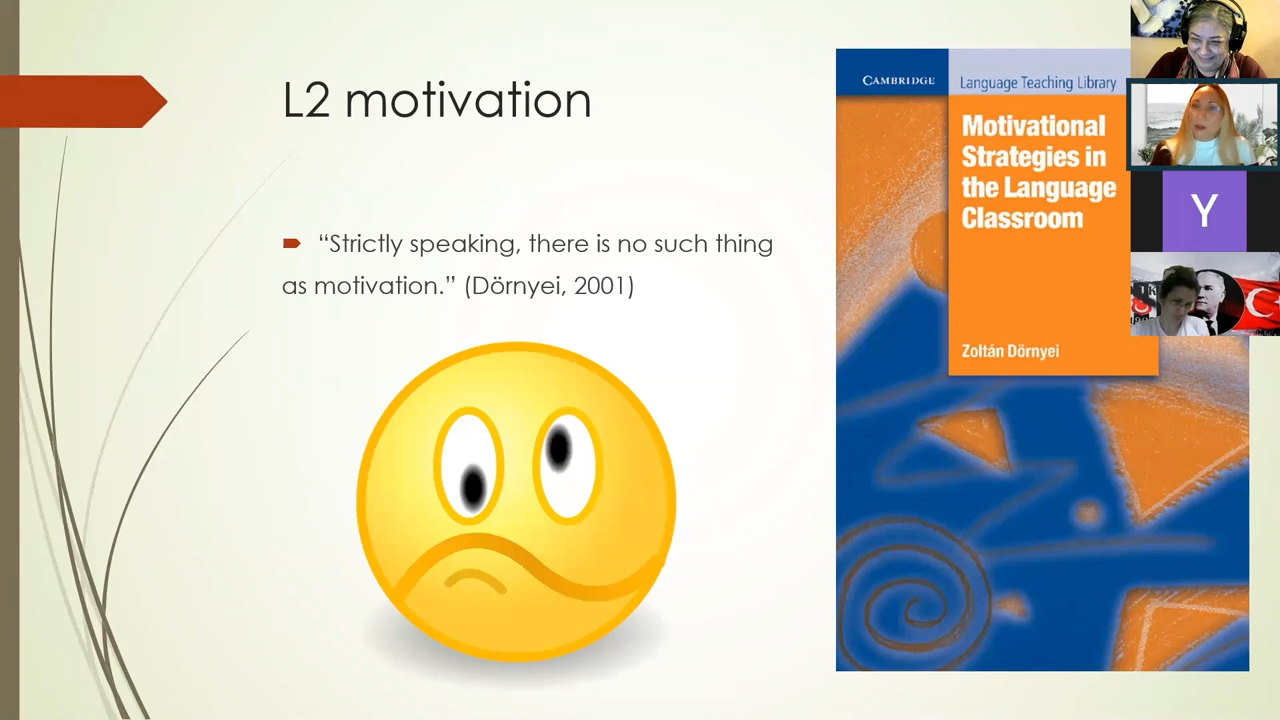 L2 motivation
“Strictly speaking, there is no such thing
as motivation.” (Dörnyei, 2001)
CAMBRIDGE
Language Teaching Library
Motivational
Strategies in
the Language
Classroom
Zoltán Dörnyei
Y